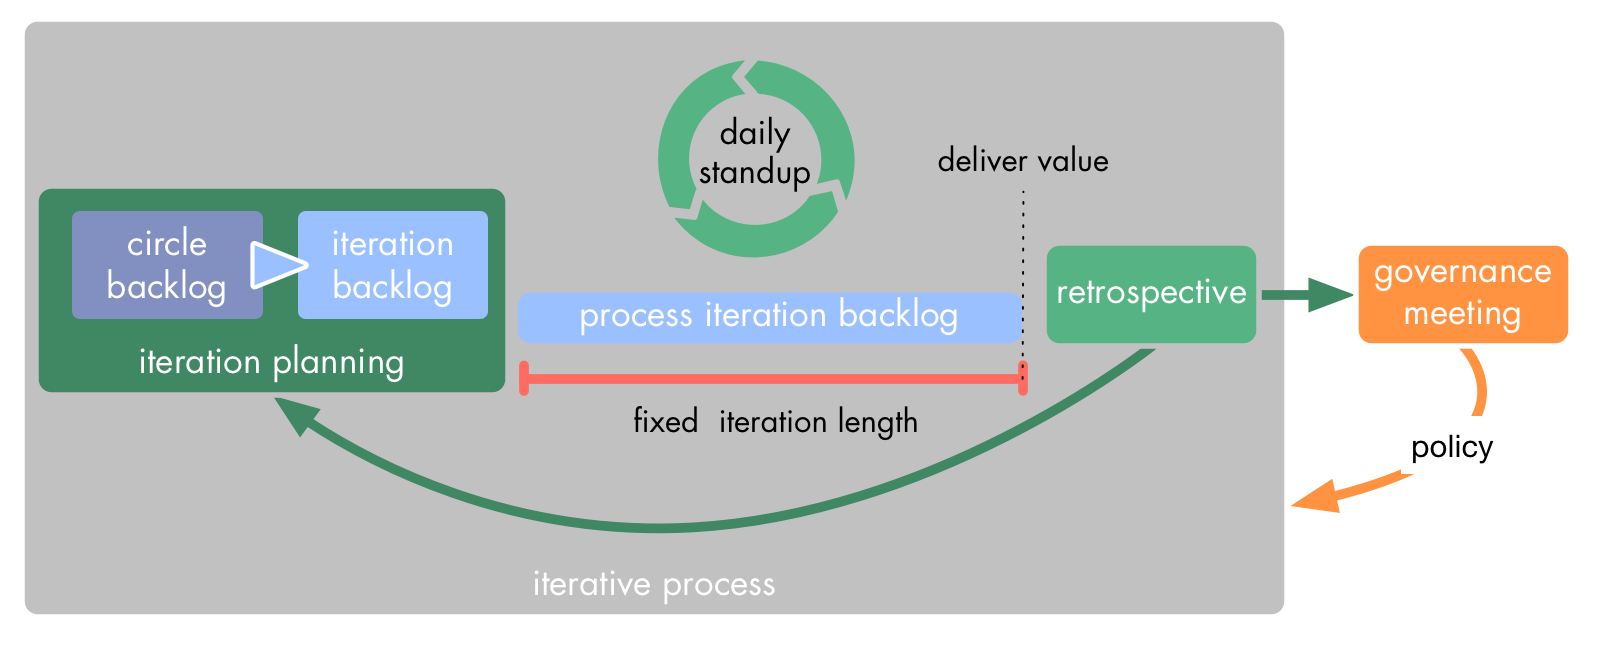 daily
standup
deliver value
circle
backlog
iteration
backlog
iteration planning
process iteration backlog
fixed iteration length
retrospective
governance
meeting
policy
iterative process